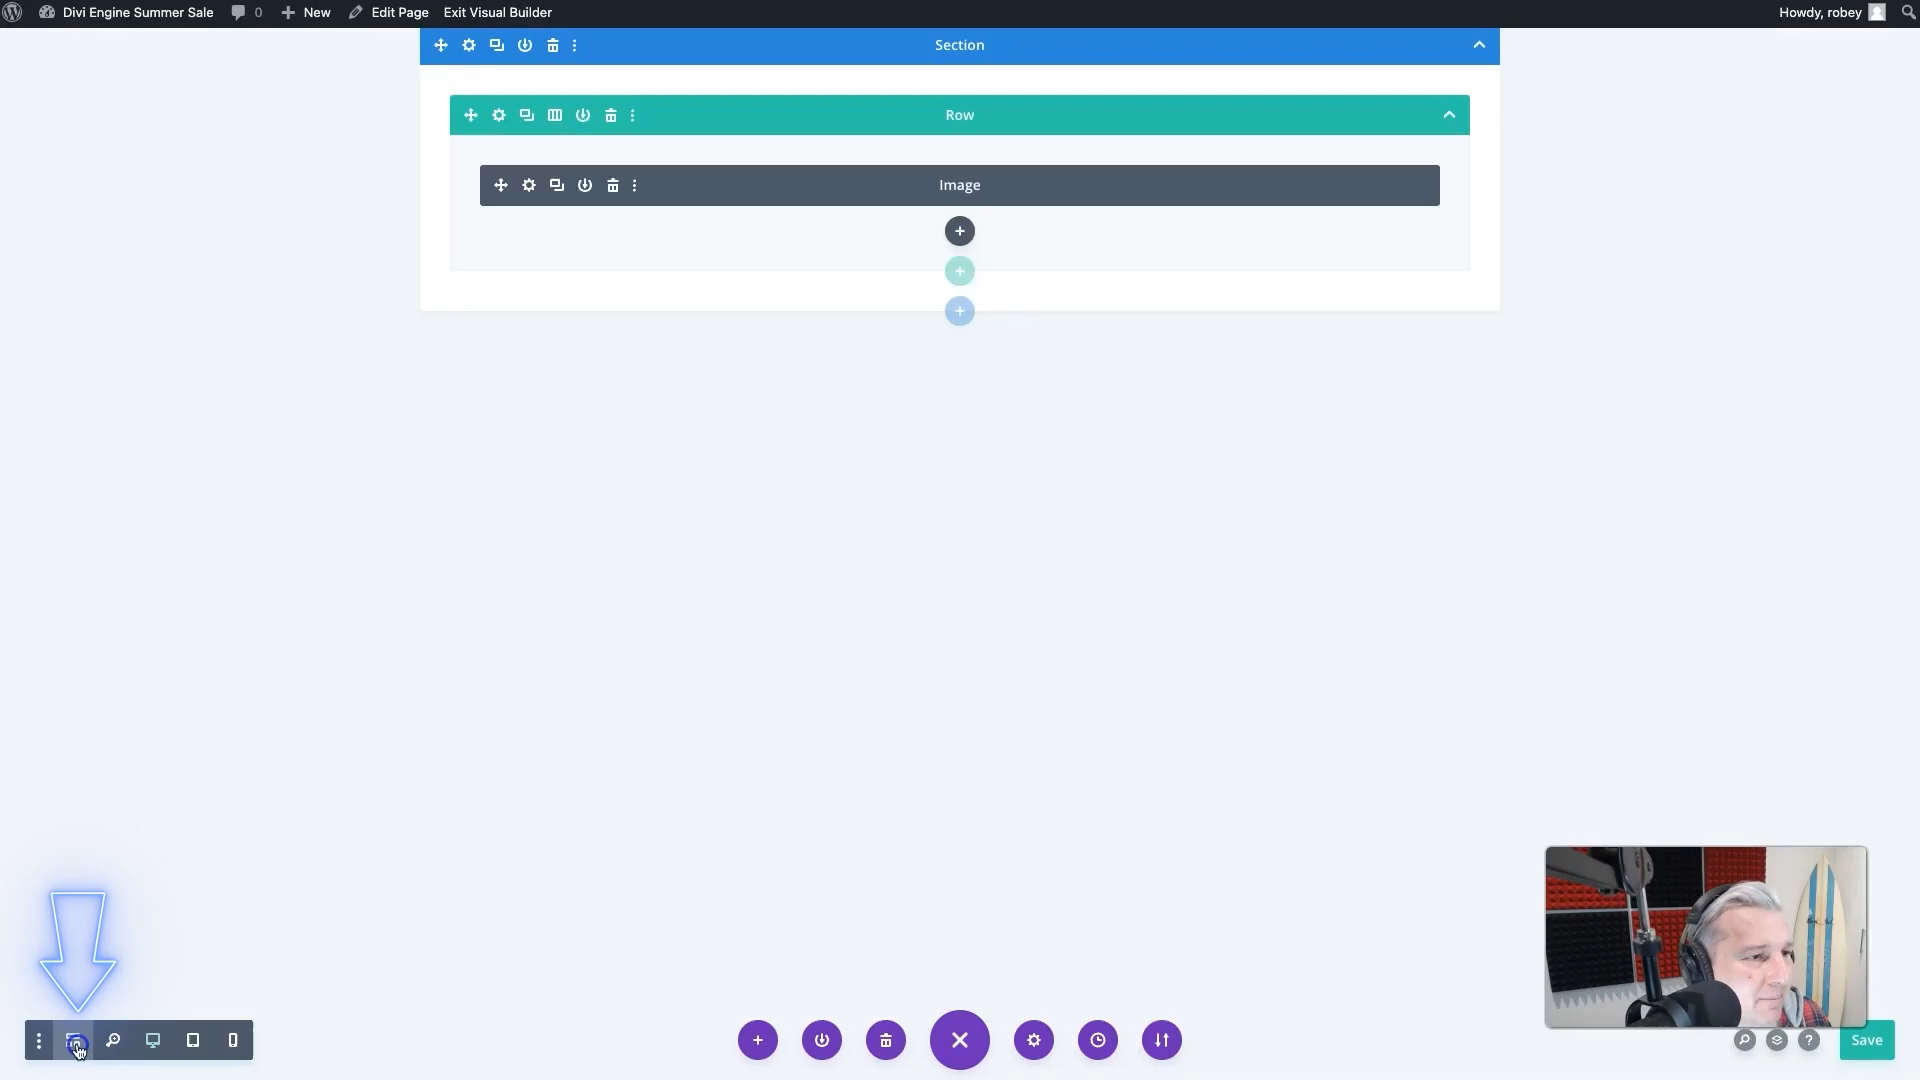 Divi Engine Summer Sale 0 New Edit Page Exit Visual Builder Howdy, robey
Section
Row
Image
Save